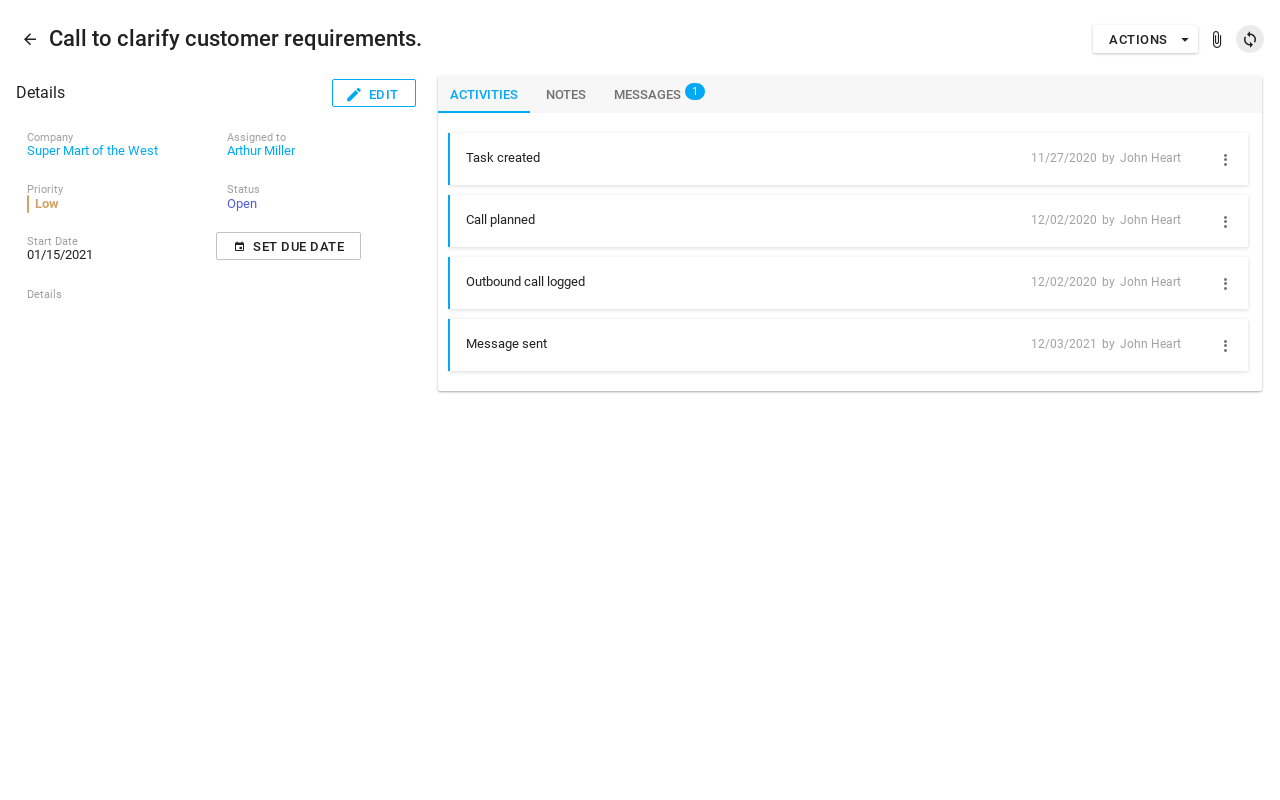 Call to clarify customer requirements.
ACTIONS
Details
EDIT
Company
Super Mart of the West
Assigned to
Arthur Miller
Priority
Low
Status
Open
Start Date
01/15/2021
SET DUE DATE
Details
ACTIVITIES
NOTES
MESSAGES 1
Task created 11/27/2020 by John Heart
Call planned 12/02/2020 by John Heart
Outbound call logged 12/02/2020 by John Heart
Message sent 12/03/2021 by John Heart